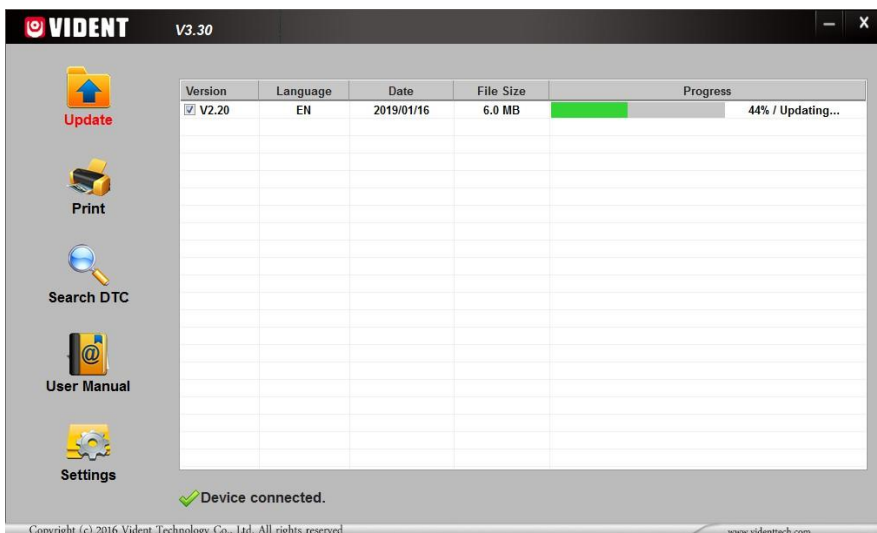 VIDENT V3.30
Update
Print
Search DTC
User Manual
Settings
Version Language Date File Size Progress
V2.20 EN 2019/01/16 6.0 MB 44% / Updating...
Device connected.
Copyright (c) 2016 Vident Technology Co., Ltd. All rights reserved
www.videnttech.com